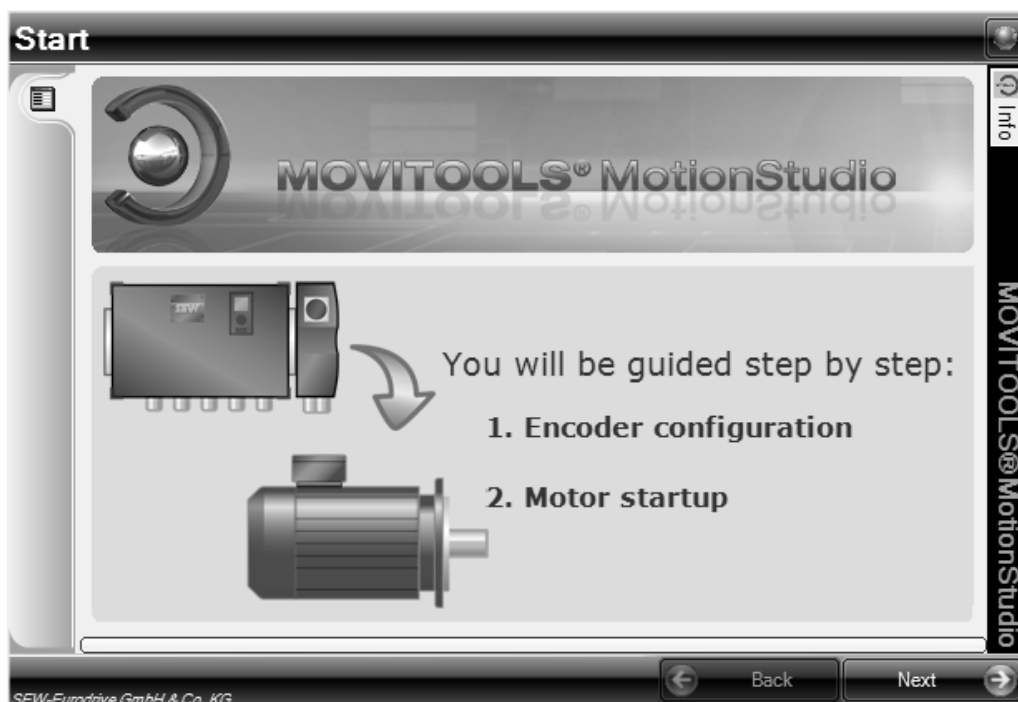 Start
MOVITOOLS® MotionStudio
Info
SEW
You will be guided step by step:
1. Encoder configuration
2. Motor startup
MOVITOOLS®MotionStudio
Back
Next
SEW-Eurodrive GmbH & Co. KG